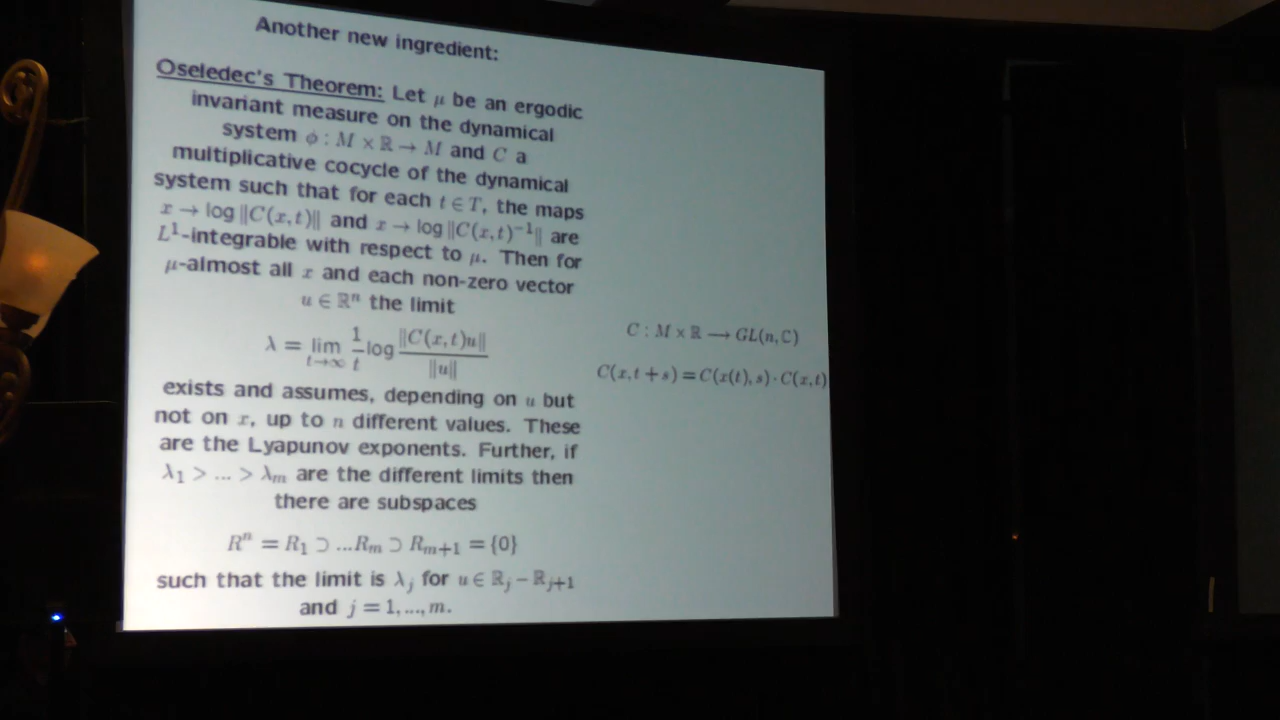 Another new ingredient:
Oseledec's Theorem: Let μ be an ergodic
invariant measure on the dynamical
system ϕ : M × ℝ → M and C a
multiplicative cocycle of the dynamical
system such that for each t ∈ T, the maps
x → log ‖C(x,t)‖ and x → log ‖C(x,t)⁻¹‖ are
L¹-integrable with respect to μ. Then for
μ-almost all x and each non-zero vector
u ∈ ℝⁿ the limit
λ = lim_{t→∞} 1/t log ‖C(x,t)u‖/‖u‖
exists and assumes, depending on u but
not on x, up to n different values. These
are the Lyapunov exponents. Further, if
λ₁ > ... > λₘ are the different limits then
there are subspaces
Rⁿ = R₁ ⊃ ...Rₘ ⊃ Rₘ₊₁ = {0}
such that the limit is λⱼ for u ∈ ℝⱼ − ℝⱼ₊₁
and j = 1, ..., m.
C : M × ℝ ⟶ GL(n, ℂ)
C(x, t + s) = C(x(t), s) · C(x, t)